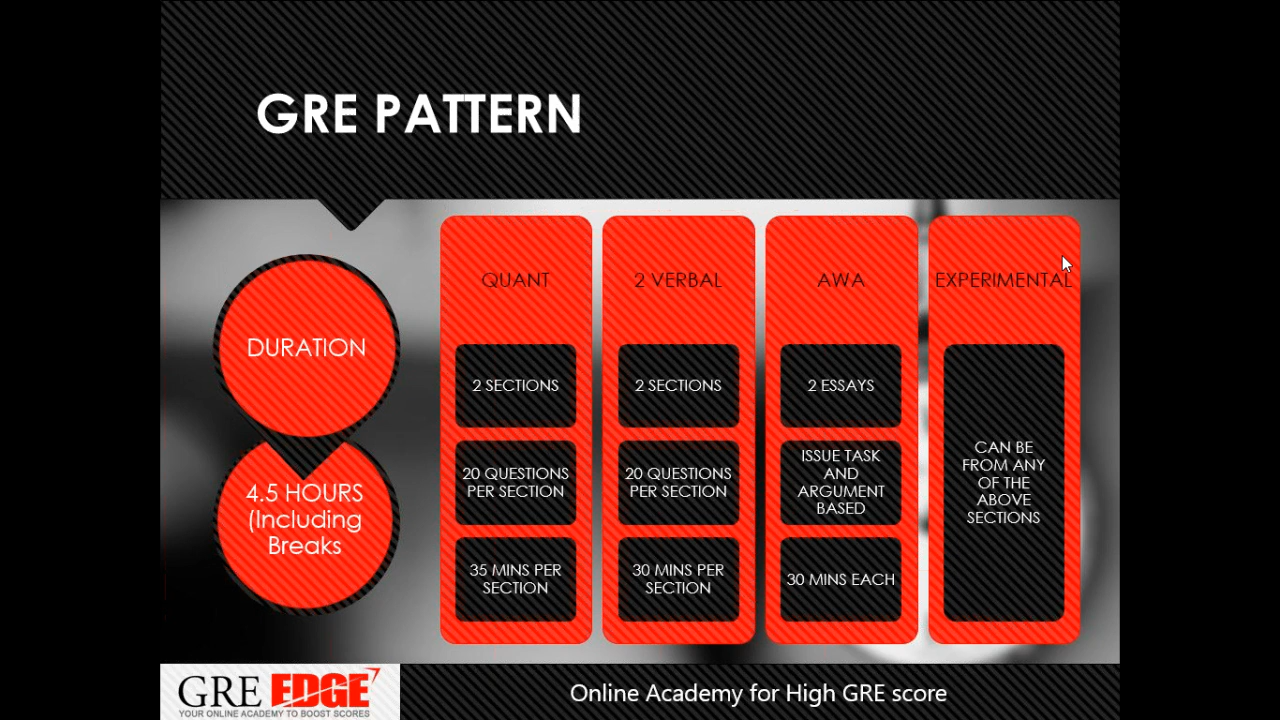 GRE PATTERN
DURATION
4.5 HOURS
(Including
Breaks
QUANT
2 SECTIONS
20 QUESTIONS
PER SECTION
35 MINS PER
SECTION
2 VERBAL
2 SECTIONS
20 QUESTIONS
PER SECTION
30 MINS PER
SECTION
AWA
2 ESSAYS
ISSUE TASK
AND
ARGUMENT
BASED
30 MINS EACH
EXPERIMENTAL
CAN BE
FROM ANY
OF THE
ABOVE
SECTIONS
GRE EDGE
YOUR ONLINE ACADEMY TO BOOST SCORES
Online Academy for High GRE score